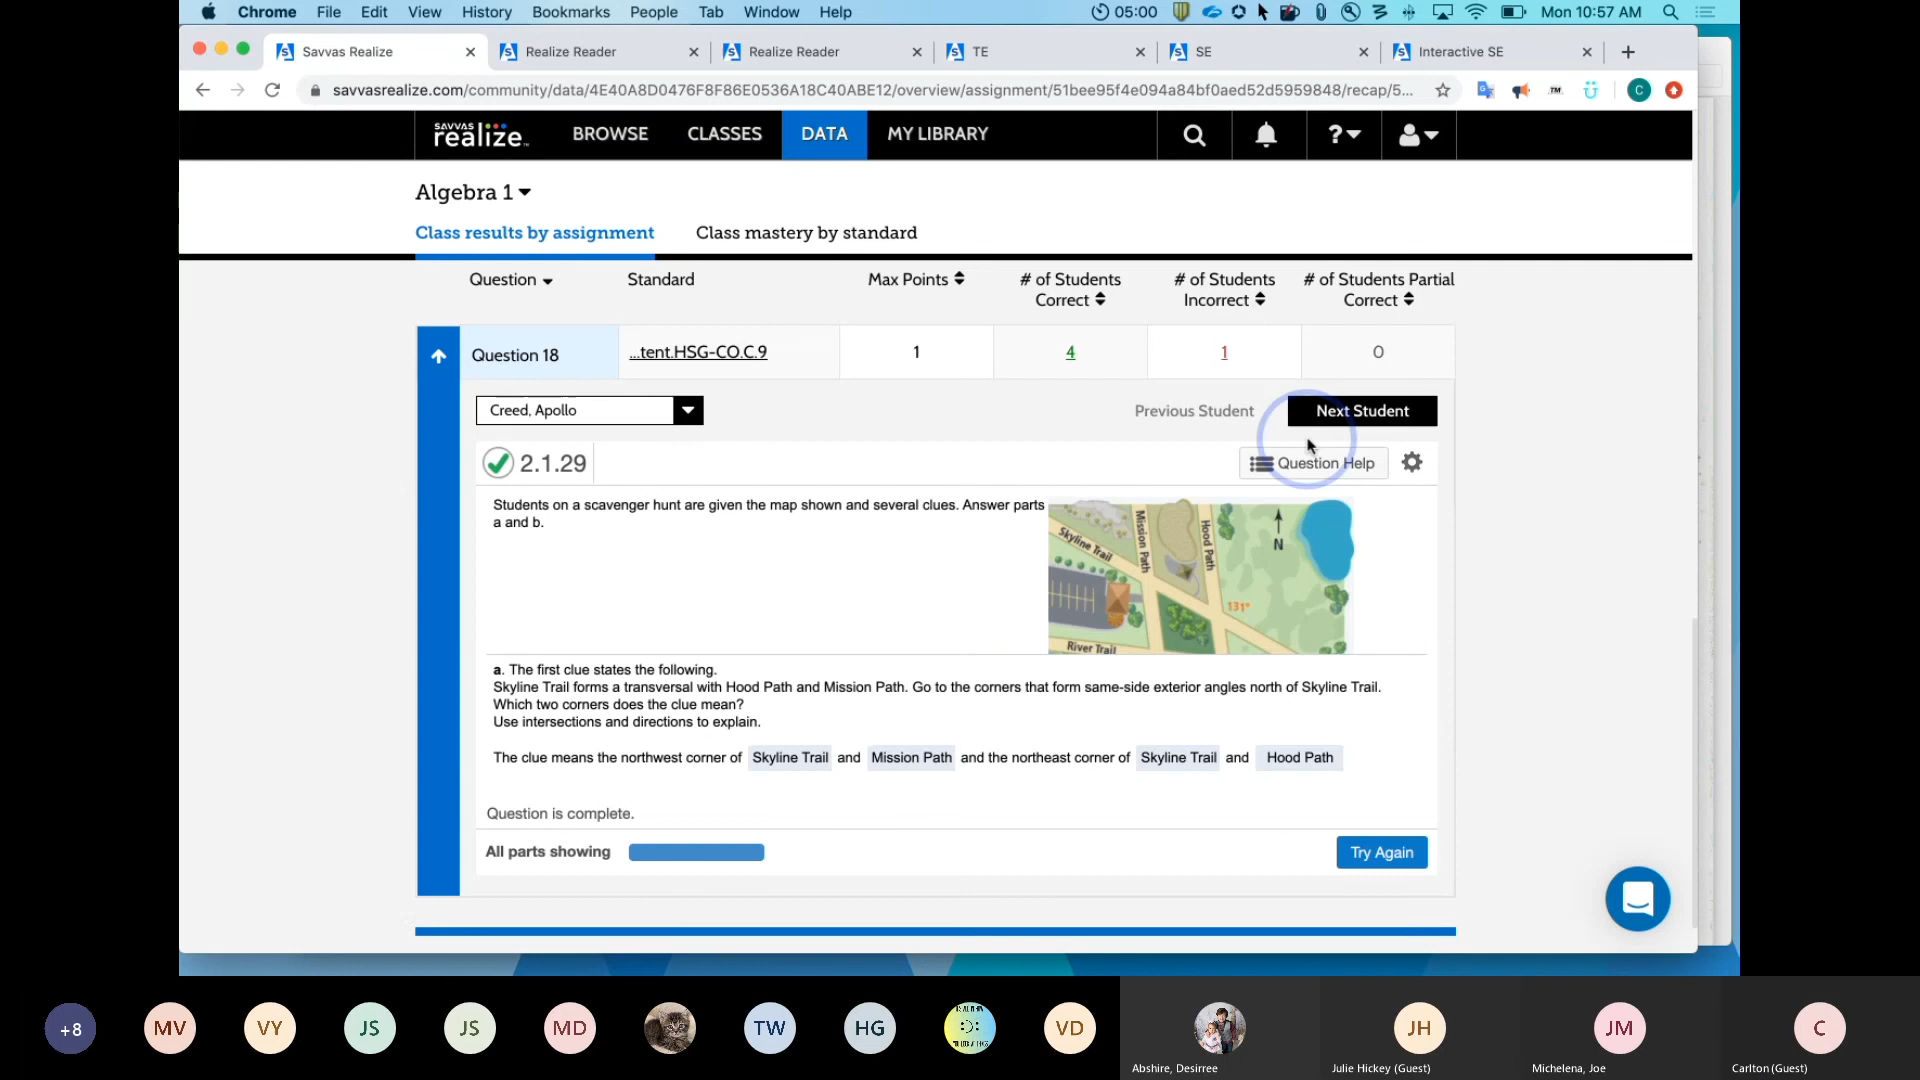 Chrome File Edit View History Bookmarks People Tab Window Help 05:00 Mon 10:57 AM
Savvas Realize Realize Reader Realize Reader TE SE Interactive SE
savvasrealize.com/community/data/4E40A8D0476F8F86E0536A18C40ABE12/overview/assignment/51bee95f4e094a84bf0aed52d5959848/recap/5... TM C
SAVVAS realize BROWSE CLASSES DATA MY LIBRARY ?
Algebra 1
Class results by assignment Class mastery by standard
Question Standard Max Points # of Students Correct # of Students Incorrect # of Students Partial Correct
Question 18 ...tent.HSG-CO.C.9 1 4 1 0
Creed, Apollo Previous Student Next Student
2.1.29 Question Help
Students on a scavenger hunt are given the map shown and several clues. Answer parts
a and b.
Skyline Trail
Mission Path
Hood Path
N
131°
River Trail
a. The first clue states the following.
Skyline Trail forms a transversal with Hood Path and Mission Path. Go to the corners that form same-side exterior angles north of Skyline Trail.
Which two corners does the clue mean?
Use intersections and directions to explain.
The clue means the northwest corner of Skyline Trail and Mission Path and the northeast corner of Skyline Trail and Hood Path
Question is complete.
All parts showing Try Again
+8 MV VY JS JS MD TW HG VD JH JM C
Abshire, Desirree Julie Hickey (Guest) Michelena, Joe Carlton (Guest)